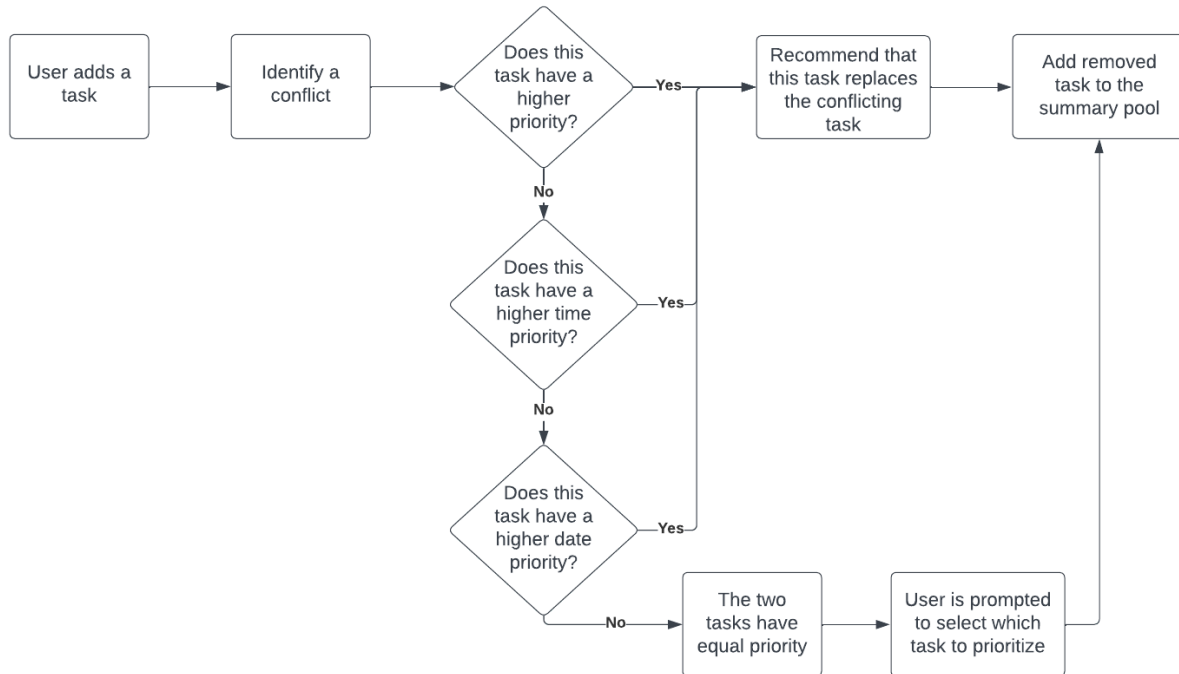 User adds a
task
Identify a
conflict
Does this
task have a
higher
priority?
Yes
Recommend that
this task replaces
the conflicting
task
Add removed
task to the
summary pool
No
Does this
task have a
higher time
priority?
Yes
No
Does this
task have a
higher date
priority?
Yes
No
The two
tasks have
equal priority
User is prompted
to select which
task to prioritize